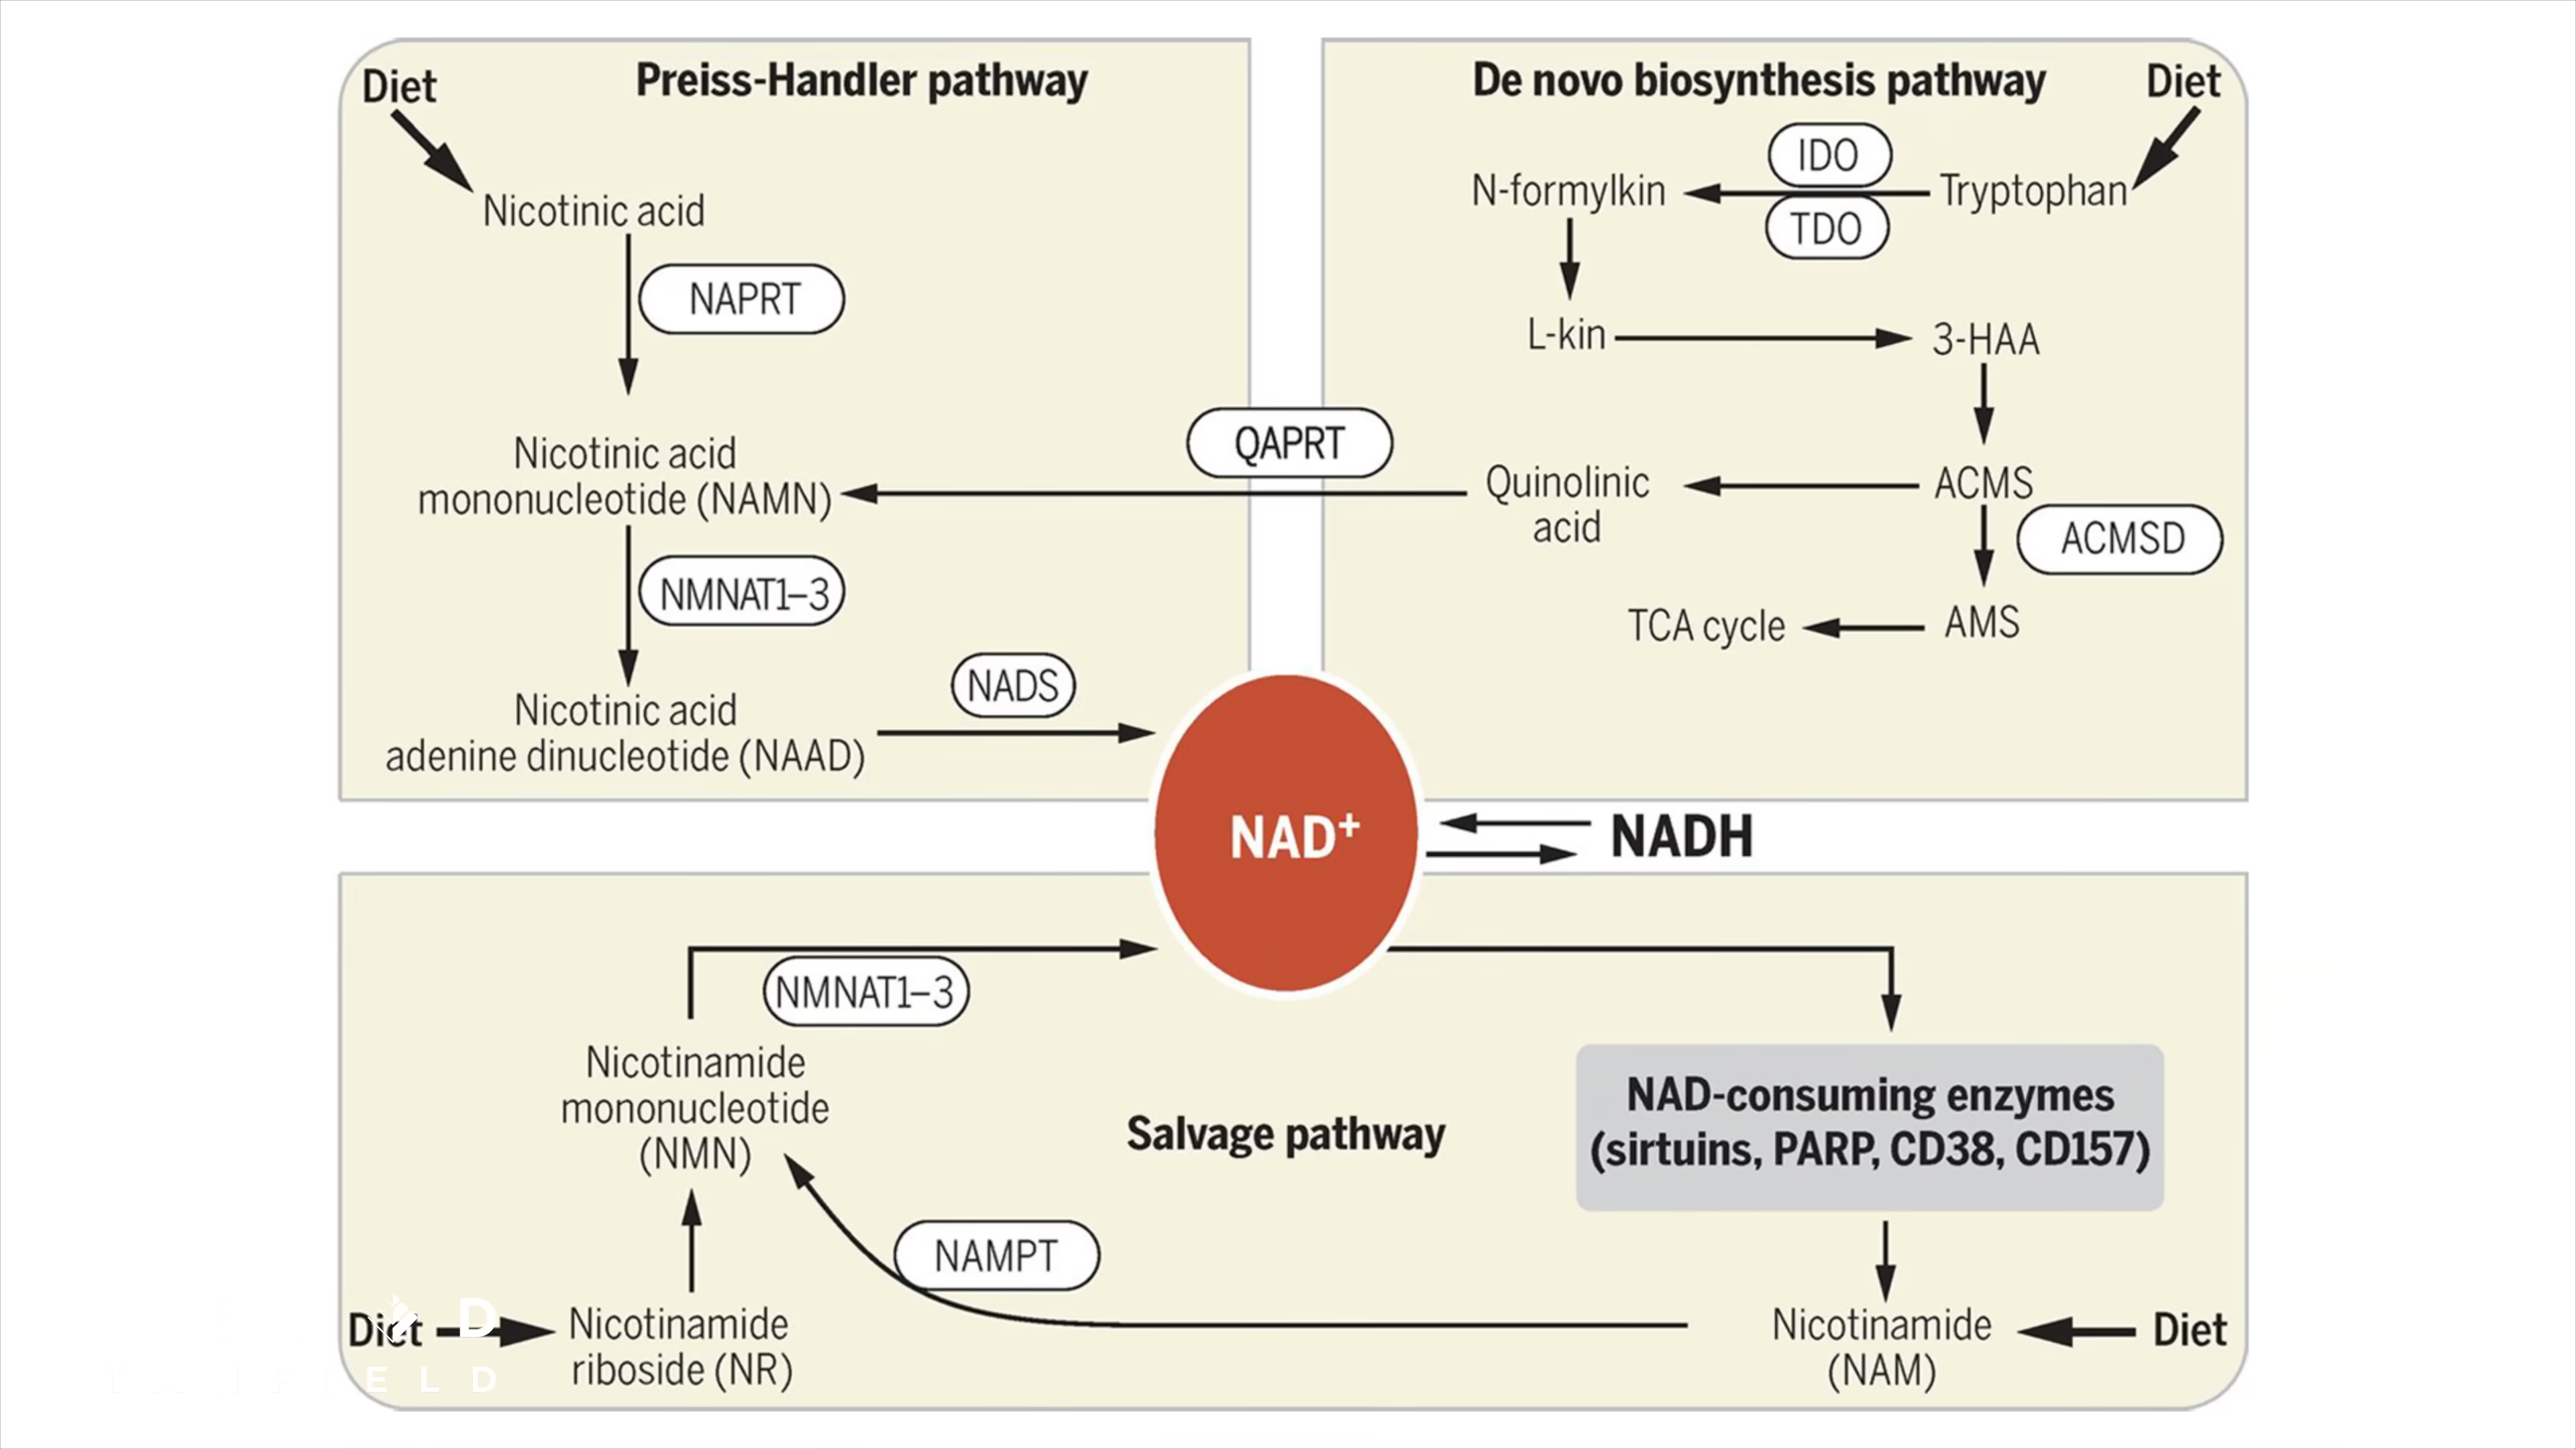 Preiss-Handler pathway
Diet
Nicotinic acid
NAPRT
Nicotinic acid
mononucleotide (NAMN)
NMNAT1–3
Nicotinic acid
adenine dinucleotide (NAAD)
NADS
De novo biosynthesis pathway
Diet
Tryptophan
IDO
TDO
N-formylkin
L-kin
3-HAA
ACMS
ACMSD
AMS
TCA cycle
Quinolinic
acid
QAPRT
NAD+
NADH
Salvage pathway
NMNAT1–3
Nicotinamide
mononucleotide
(NMN)
NAMPT
Diet
Nicotinamide
riboside (NR)
NAD-consuming enzymes
(sirtuins, PARP, CD38, CD157)
Nicotinamide
(NAM)
Diet
D
E L D